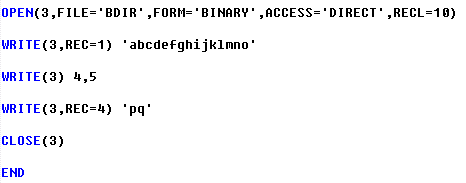 OPEN(3,FILE='BDIR',FORM='BINARY',ACCESS='DIRECT',RECL=10)
WRITE(3,REC=1) 'abcdefghijklmno'
WRITE(3) 4,5
WRITE(3,REC=4) 'pq'
CLOSE(3)
END